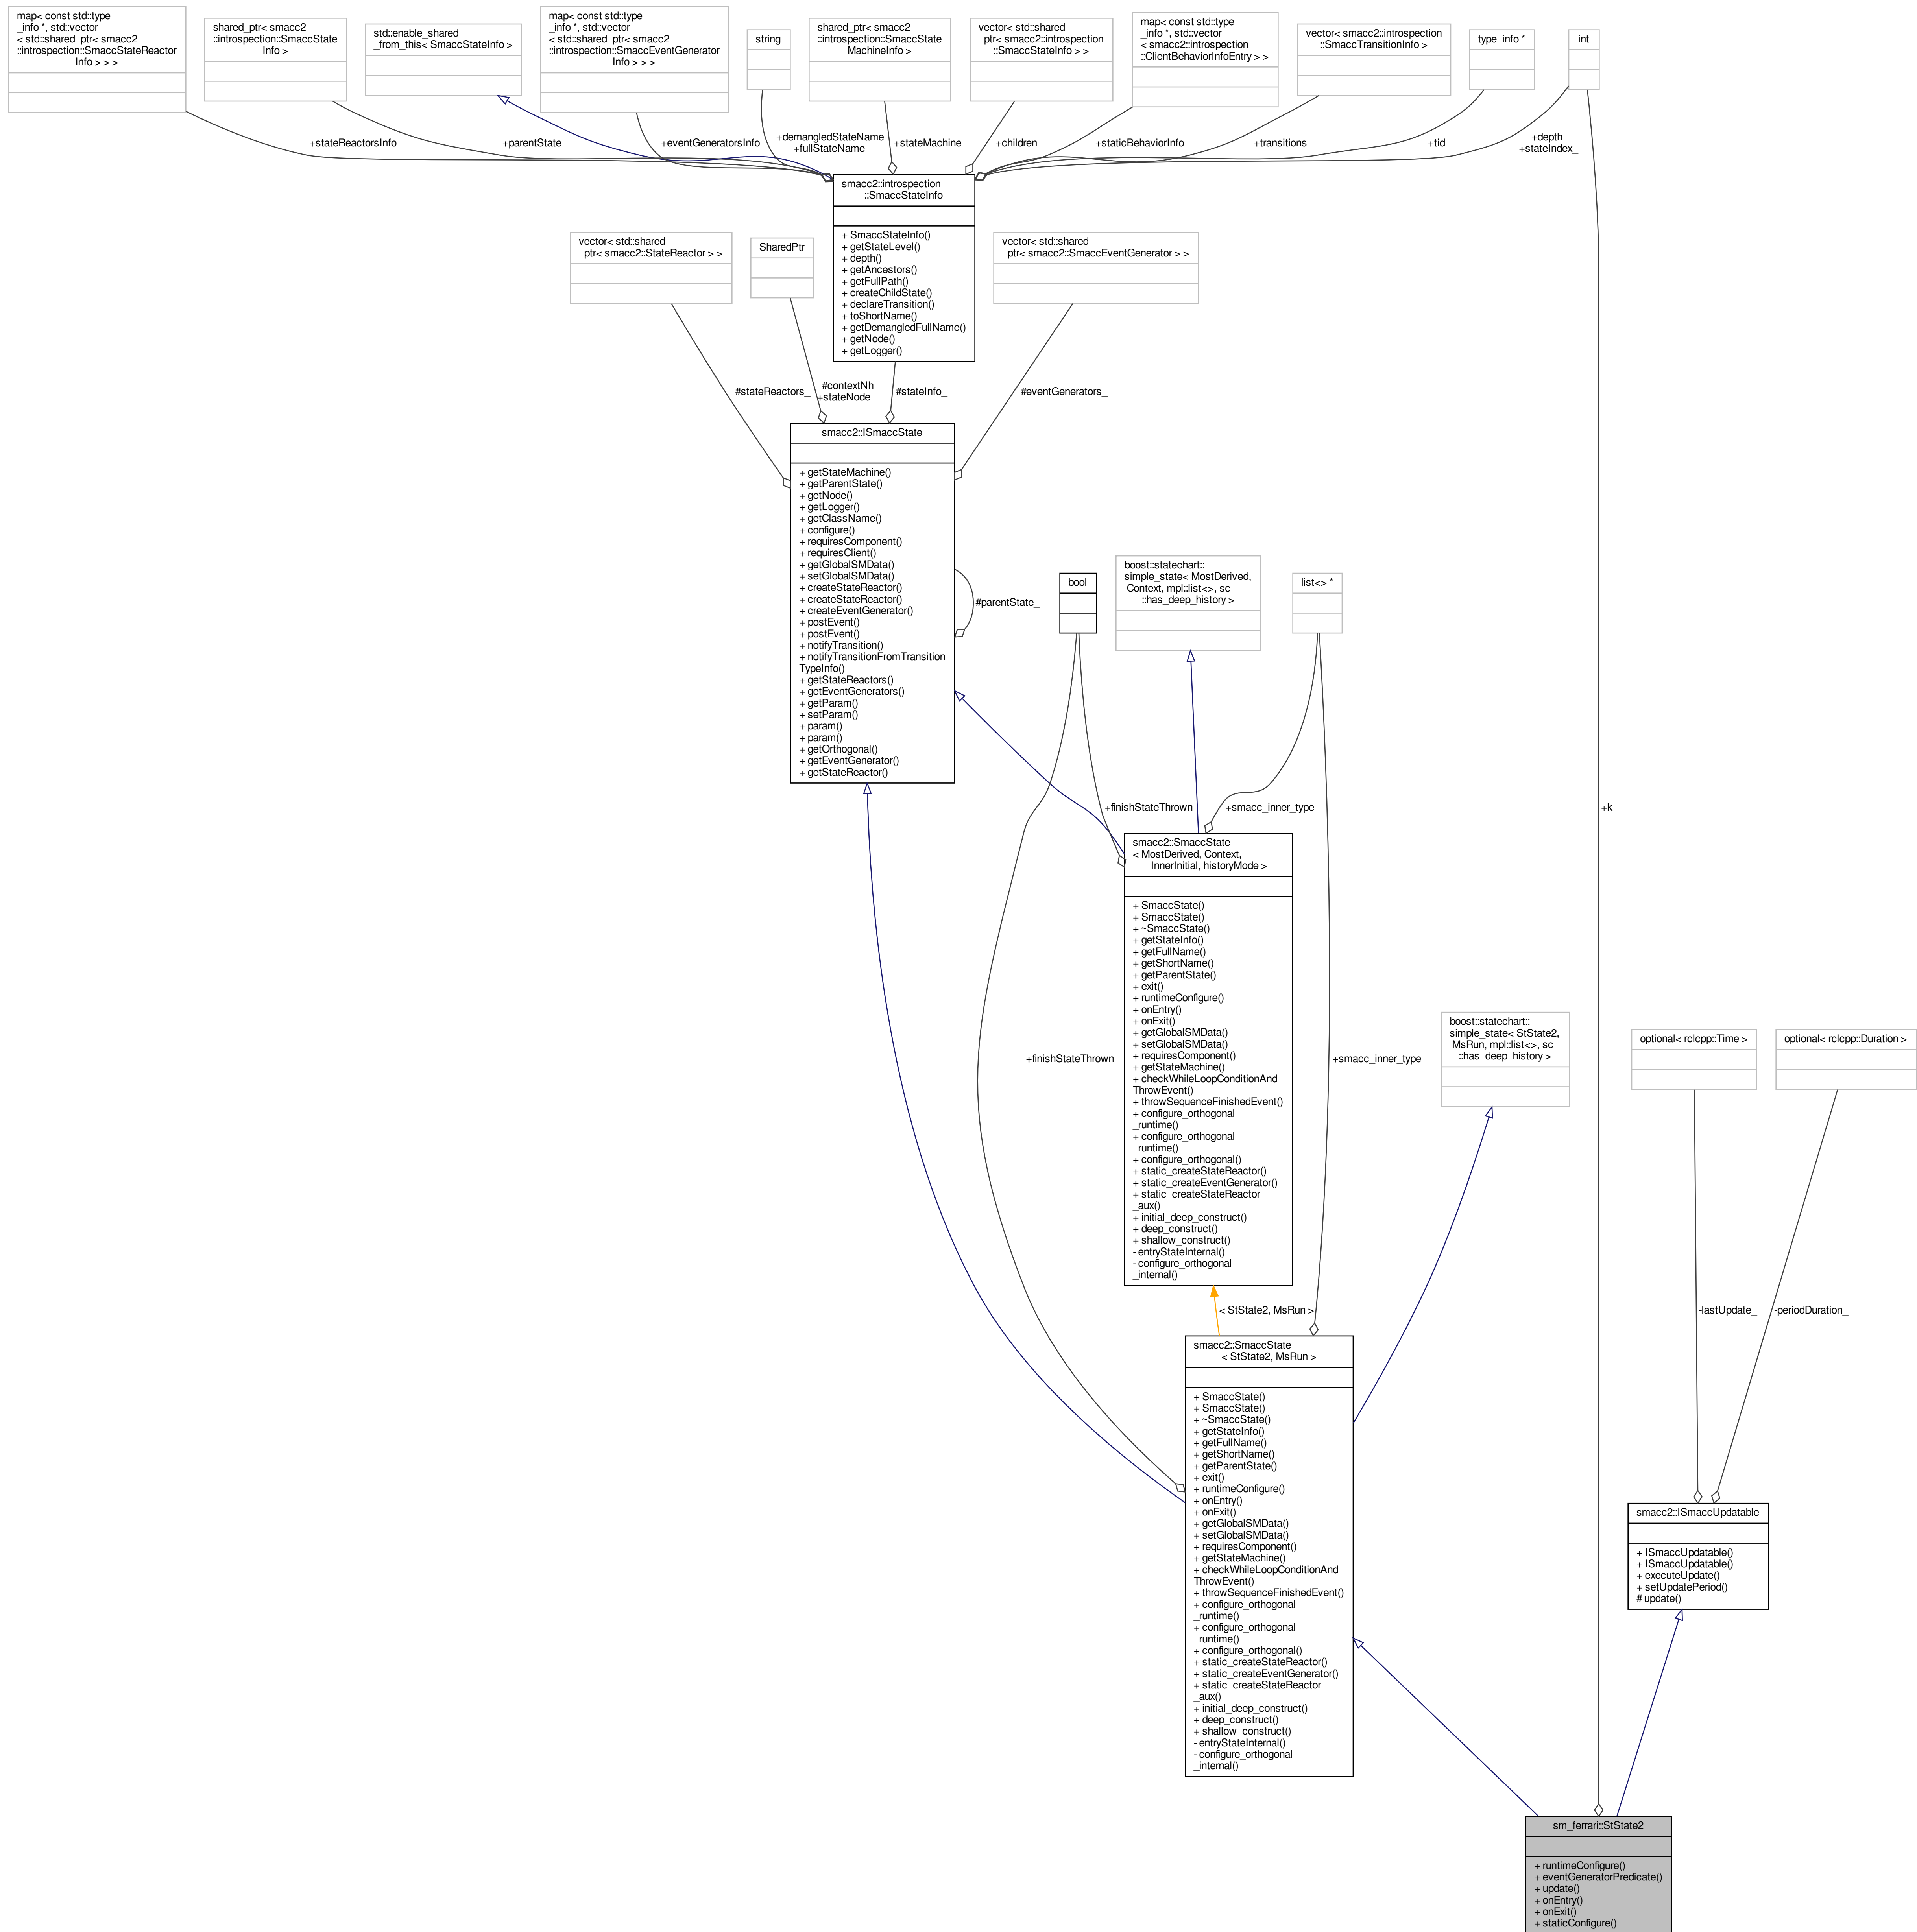 map< const std::type
_info *, std::vector
< std::shared_ptr< smacc2
::introspection::SmaccStateReactor
Info > > >
shared_ptr< smacc2
::introspection::SmaccState
Info >
std::enable_shared
_from_this< SmaccStateInfo >
map< const std::type
_info *, std::vector
< std::shared_ptr< smacc2
::introspection::SmaccEventGenerator
Info > > >
string
shared_ptr< smacc2
::introspection::SmaccState
MachineInfo >
vector< std::shared
_ptr< smacc2::introspection
::SmaccStateInfo > >
map< const std::type
_info *, std::vector
< smacc2::introspection
::ClientBehaviorInfoEntry > >
vector< smacc2::introspection
::SmaccTransitionInfo >
type_info *
int
+stateReactorsInfo
+parentState_
+eventGeneratorsInfo
+demangledStateName
+fullStateName
+stateMachine_
+children_
+staticBehaviorInfo
+transitions_
+tid_
+depth_
+stateIndex_
smacc2::introspection
::SmaccStateInfo
+ SmaccStateInfo()
+ getStateLevel()
+ depth()
+ getAncestors()
+ getFullPath()
+ createChildState()
+ declareTransition()
+ toShortName()
+ getDemangledFullName()
+ getNode()
+ getLogger()
vector< std::shared
_ptr< smacc2::StateReactor > >
SharedPtr
vector< std::shared
_ptr< smacc2::SmaccEventGenerator > >
#stateReactors_
#contextNh
+stateNode_
#stateInfo_
#eventGenerators_
smacc2::ISmaccState
+ getStateMachine()
+ getParentState()
+ getNode()
+ getLogger()
+ getClassName()
+ configure()
+ requiresComponent()
+ requiresClient()
+ getGlobalSMData()
+ setGlobalSMData()
+ createStateReactor()
+ createStateReactor()
+ createEventGenerator()
+ postEvent()
+ postEvent()
+ notifyTransition()
+ notifyTransitionFromTransition
TypeInfo()
+ getStateReactors()
+ getEventGenerators()
+ getParam()
+ setParam()
+ param()
+ param()
+ getOrthogonal()
+ getEventGenerator()
+ getStateReactor()
#parentState_
bool
boost::statechart::
simple_state< MostDerived,
Context, mpl::list<>, sc
::has_deep_history >
list<> *
+finishStateThrown
+smacc_inner_type
+k
smacc2::SmaccState
< MostDerived, Context,
InnerInitial, historyMode >
+ SmaccState()
+ SmaccState()
+ ~SmaccState()
+ getStateInfo()
+ getFullName()
+ getShortName()
+ getParentState()
+ exit()
+ runtimeConfigure()
+ onEntry()
+ onExit()
+ getGlobalSMData()
+ setGlobalSMData()
+ requiresComponent()
+ getStateMachine()
+ checkWhileLoopConditionAnd
ThrowEvent()
+ throwSequenceFinishedEvent()
+ configure_orthogonal
_runtime()
+ configure_orthogonal
_runtime()
+ configure_orthogonal()
+ static_createStateReactor()
+ static_createEventGenerator()
+ static_createStateReactor
_aux()
+ initial_deep_construct()
+ deep_construct()
+ shallow_construct()
- entryStateInternal()
- configure_orthogonal
_internal()
+finishStateThrown
+smacc_inner_type
boost::statechart::
simple_state< StState2,
MsRun, mpl::list<>, sc
::has_deep_history >
optional< rclcpp::Time >
optional< rclcpp::Duration >
< StState2, MsRun >
-lastUpdate_
-periodDuration_
smacc2::SmaccState
< StState2, MsRun >
+ SmaccState()
+ SmaccState()
+ ~SmaccState()
+ getStateInfo()
+ getFullName()
+ getShortName()
+ getParentState()
+ exit()
+ runtimeConfigure()
+ onEntry()
+ onExit()
+ getGlobalSMData()
+ setGlobalSMData()
+ requiresComponent()
+ getStateMachine()
+ checkWhileLoopConditionAnd
ThrowEvent()
+ throwSequenceFinishedEvent()
+ configure_orthogonal
_runtime()
+ configure_orthogonal
_runtime()
+ configure_orthogonal()
+ static_createStateReactor()
+ static_createEventGenerator()
+ static_createStateReactor
_aux()
+ initial_deep_construct()
+ deep_construct()
+ shallow_construct()
- entryStateInternal()
- configure_orthogonal
_internal()
smacc2::ISmaccUpdatable
+ ISmaccUpdatable()
+ ISmaccUpdatable()
+ executeUpdate()
+ setUpdatePeriod()
# update()
sm_ferrari::StState2
+ runtimeConfigure()
+ eventGeneratorPredicate()
+ update()
+ onEntry()
+ onExit()
+ staticConfigure()